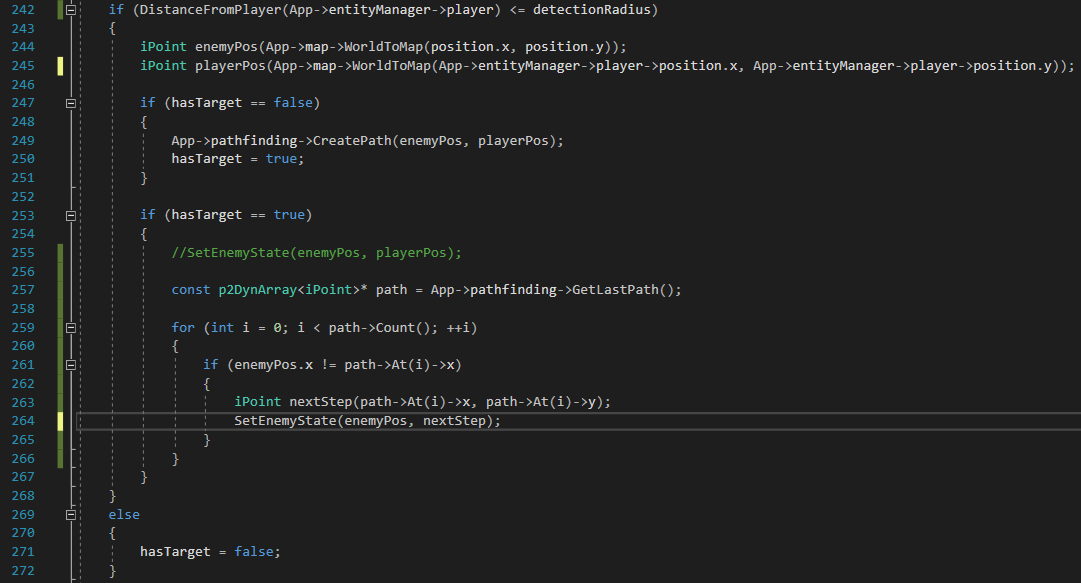 242 if (DistanceFromPlayer(App->entityManager->player) <= detectionRadius)
243 {
244 iPoint enemyPos(App->map->WorldToMap(position.x, position.y));
245 iPoint playerPos(App->map->WorldToMap(App->entityManager->player->position.x, App->entityManager->player->position.y));
246
247 if (hasTarget == false)
248 {
249 App->pathfinding->CreatePath(enemyPos, playerPos);
250 hasTarget = true;
251 }
252
253 if (hasTarget == true)
254 {
255 //SetEnemyState(enemyPos, playerPos);
256
257 const p2DynArray<iPoint>* path = App->pathfinding->GetLastPath();
258
259 for (int i = 0; i < path->Count(); ++i)
260 {
261 if (enemyPos.x != path->At(i)->x)
262 {
263 iPoint nextStep(path->At(i)->x, path->At(i)->y);
264 SetEnemyState(enemyPos, nextStep);
265 }
266 }
267 }
268 }
269 else
270 {
271 hasTarget = false;
272 }